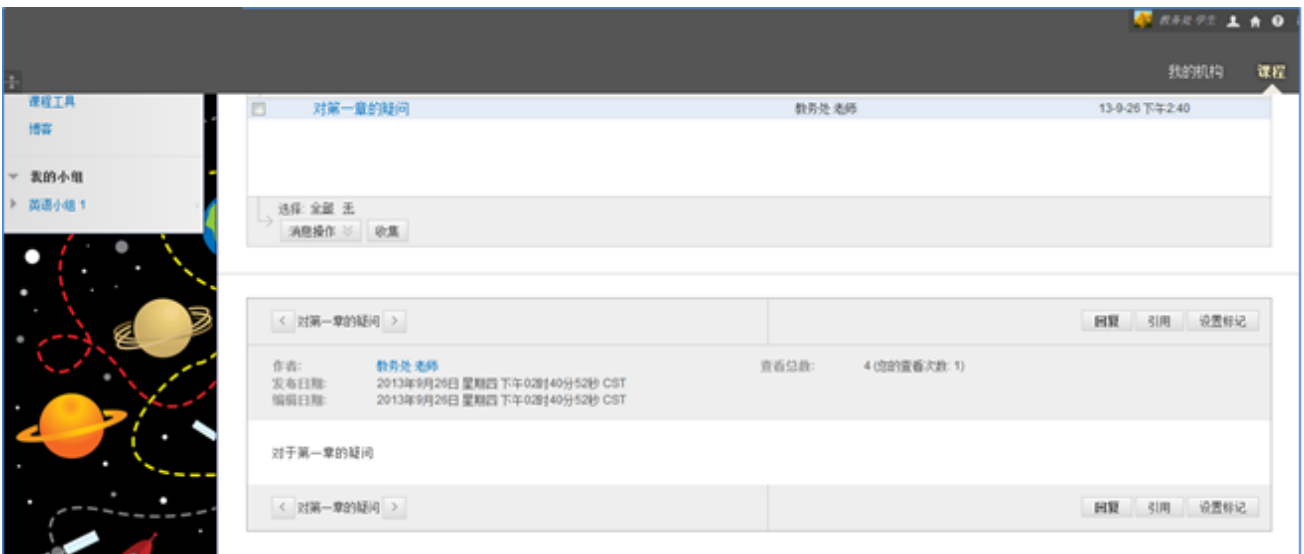 教务处 学生
我的机构 课程
课程工具
博客
我的小组
英语小组 1
对第一章的疑问 教务处 老师 13-9-26 下午2:40
选择: 全部 无
消息操作 收集
< 对第一章的疑问 > 回复 引用 设置标记
作者: 教务处 老师 查看总数: 4 (您的查看次数: 1)
发布日期: 2013年9月26日 星期四 下午02时40分52秒 CST
编辑日期: 2013年9月26日 星期四 下午02时40分52秒 CST
对于第一章的疑问
< 对第一章的疑问 > 回复 引用 设置标记